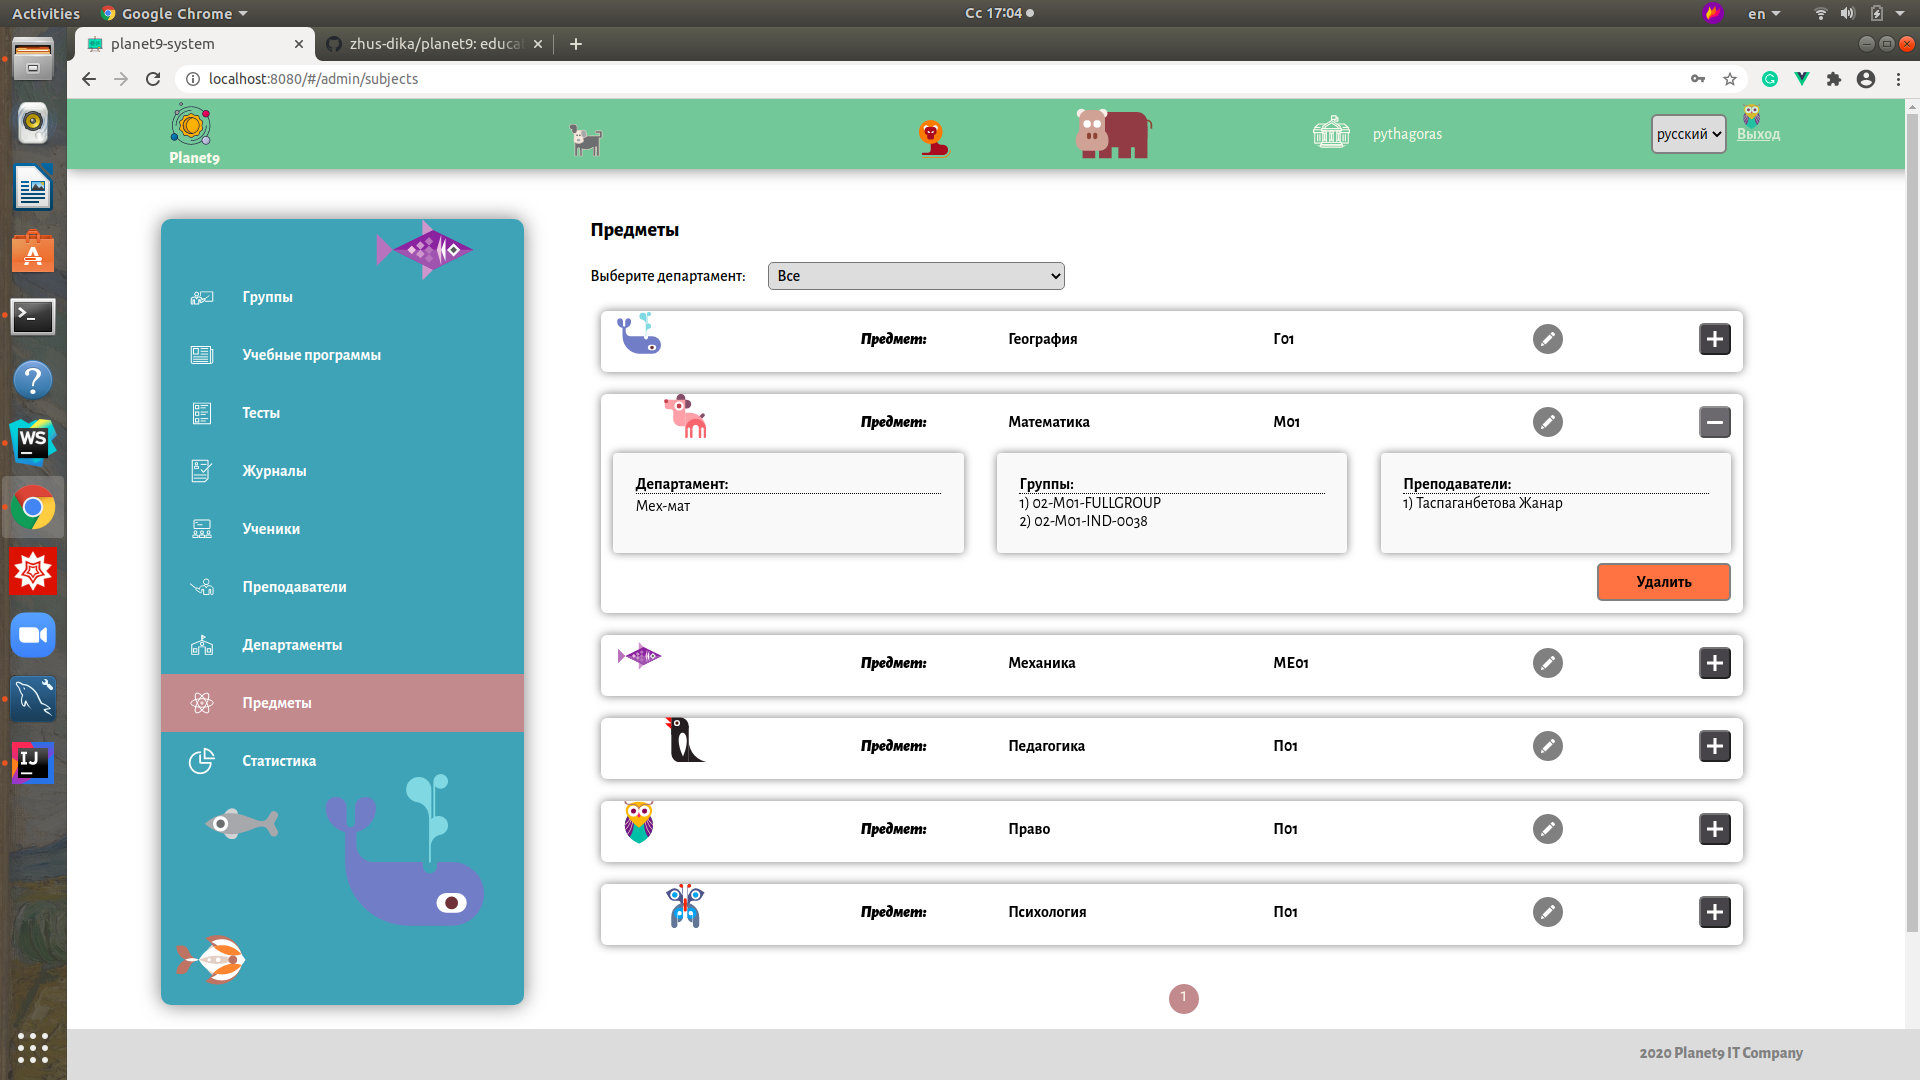 Activities
Google Chrome
Сс 17:04
en
planet9-system
zhus-dika/planet9: educa
localhost:8080/#/admin/subjects
Planet9
pythagoras
русский
Выход
Группы
Учебные программы
Тесты
Журналы
Ученики
Преподаватели
Департаменты
Предметы
Статистика
Предметы
Выберите департамент:
Все
Предмет:
География
Г01
Предмет:
Математика
М01
Департамент:
Мех-мат
Группы:
1) 02-М01-FULLGROUP
2) 02-М01-IND-0038
Преподаватели:
1) Таспаганбетова Жанар
Удалить
Предмет:
Механика
МЕ01
Предмет:
Педагогика
П01
Предмет:
Право
П01
Предмет:
Психология
П01
1
2020 Planet9 IT Company
WS
IJ